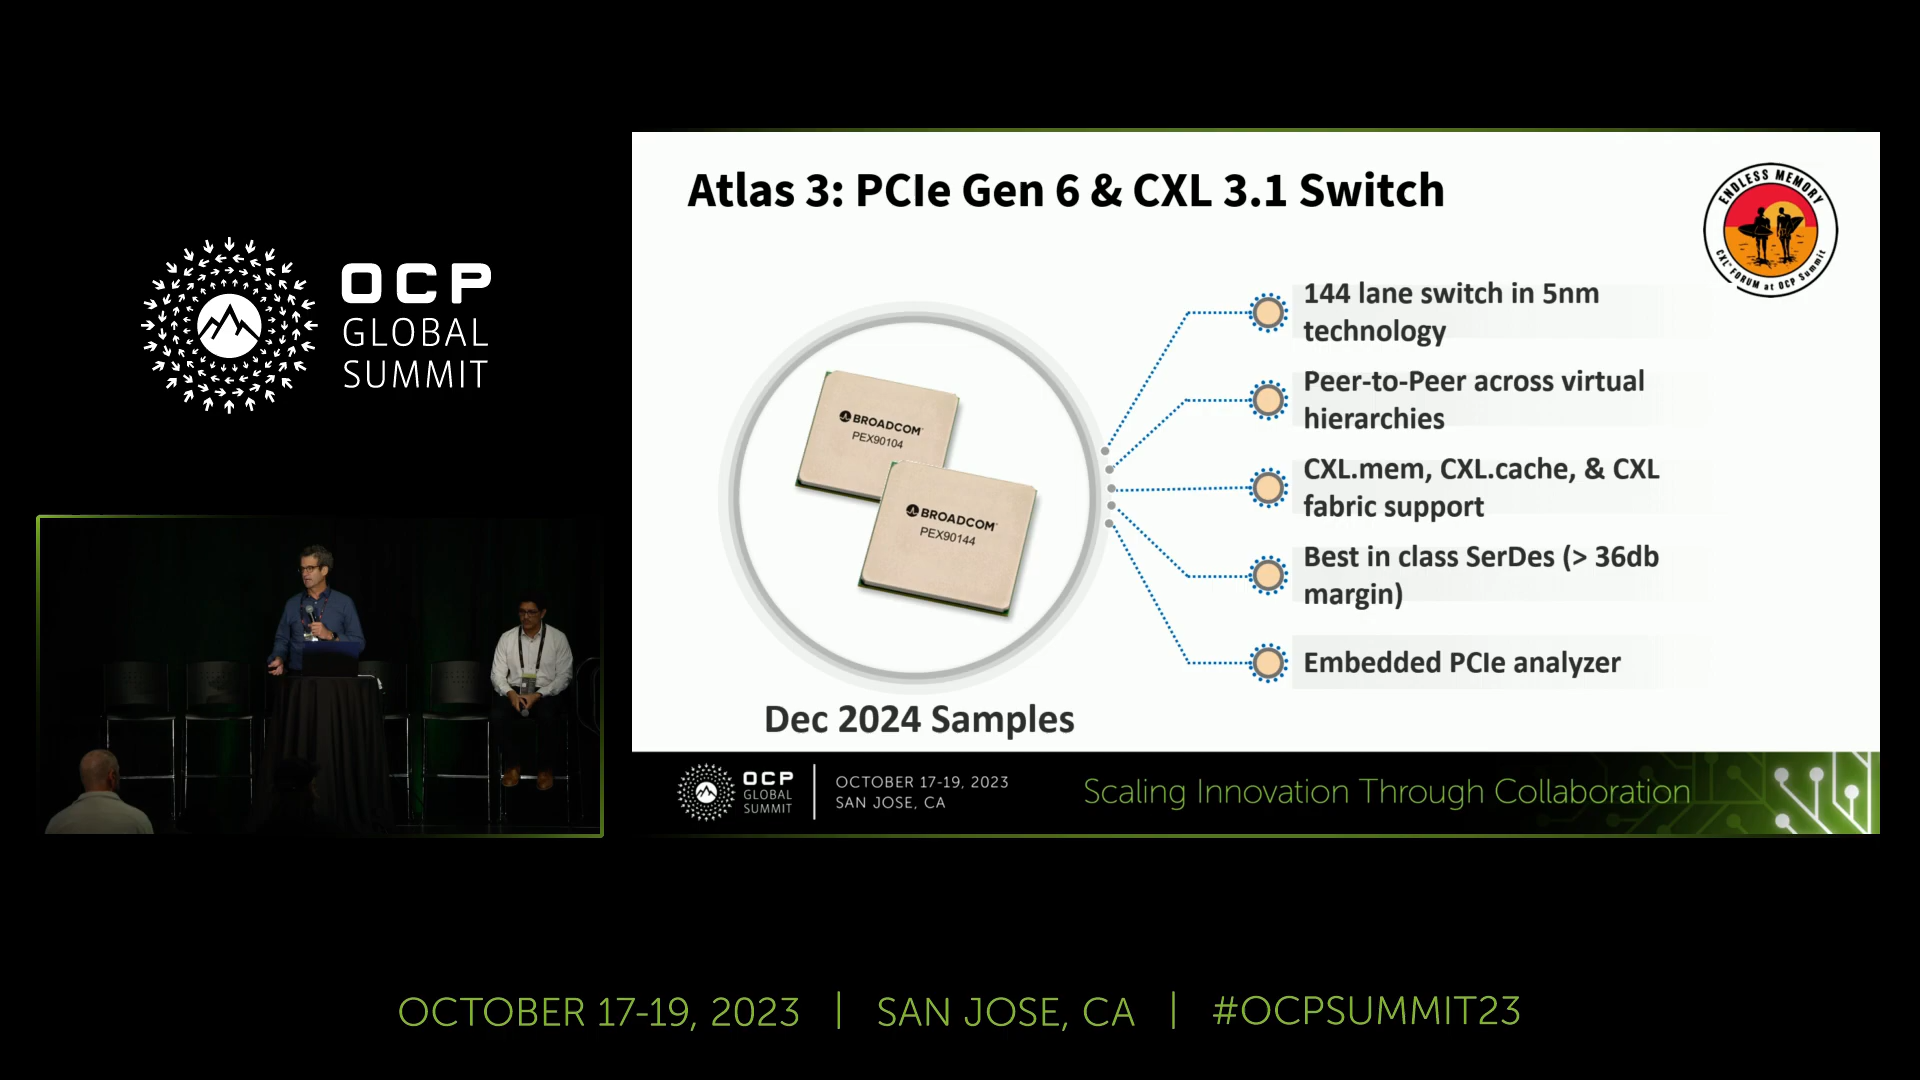 OCP
GLOBAL
SUMMIT
Atlas 3: PCIe Gen 6 & CXL 3.1 Switch
ENDLESS MEMORY
CXL™ FORUM at OCP Summit
BROADCOM
PEX90104
BROADCOM
PEX90144
Dec 2024 Samples
144 lane switch in 5nm
technology
Peer-to-Peer across virtual
hierarchies
CXL.mem, CXL.cache, & CXL
fabric support
Best in class SerDes (> 36db
margin)
Embedded PCIe analyzer
OCP
GLOBAL
SUMMIT
OCTOBER 17-19, 2023
SAN JOSE, CA
Scaling Innovation Through Collaboration
OCTOBER 17-19, 2023 | SAN JOSE, CA | #OCPSUMMIT23